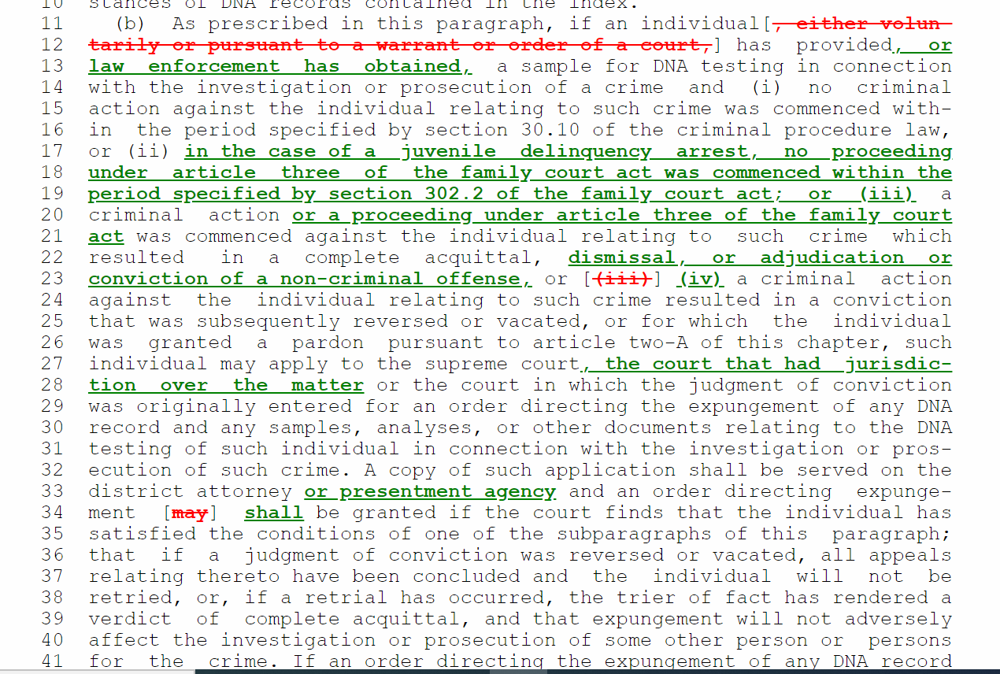 10 stances of DNA records contained in the index.
11 (b) As prescribed in this paragraph, if an individual[, either volun-
12 tarily or pursuant to a warrant or order of a court,] has provided, or
13 law enforcement has obtained, a sample for DNA testing in connection
14 with the investigation or prosecution of a crime and (i) no criminal
15 action against the individual relating to such crime was commenced with-
16 in the period specified by section 30.10 of the criminal procedure law,
17 or (ii) in the case of a juvenile delinquency arrest, no proceeding
18 under article three of the family court act was commenced within the
19 period specified by section 302.2 of the family court act; or (iii) a
20 criminal action or a proceeding under article three of the family court
21 act was commenced against the individual relating to such crime which
22 resulted in a complete acquittal, dismissal, or adjudication or
23 conviction of a non-criminal offense, or [(iii)] (iv) a criminal action
24 against the individual relating to such crime resulted in a conviction
25 that was subsequently reversed or vacated, or for which the individual
26 was granted a pardon pursuant to article two-A of this chapter, such
27 individual may apply to the supreme court, the court that had jurisdic-
28 tion over the matter or the court in which the judgment of conviction
29 was originally entered for an order directing the expungement of any DNA
30 record and any samples, analyses, or other documents relating to the DNA
31 testing of such individual in connection with the investigation or pros-
32 ecution of such crime. A copy of such application shall be served on the
33 district attorney or presentment agency and an order directing expunge-
34 ment [may] shall be granted if the court finds that the individual has
35 satisfied the conditions of one of the subparagraphs of this paragraph;
36 that if a judgment of conviction was reversed or vacated, all appeals
37 relating thereto have been concluded and the individual will not be
38 retried, or, if a retrial has occurred, the trier of fact has rendered a
39 verdict of complete acquittal, and that expungement will not adversely
40 affect the investigation or prosecution of some other person or persons
41 for the crime. If an order directing the expungement of any DNA record